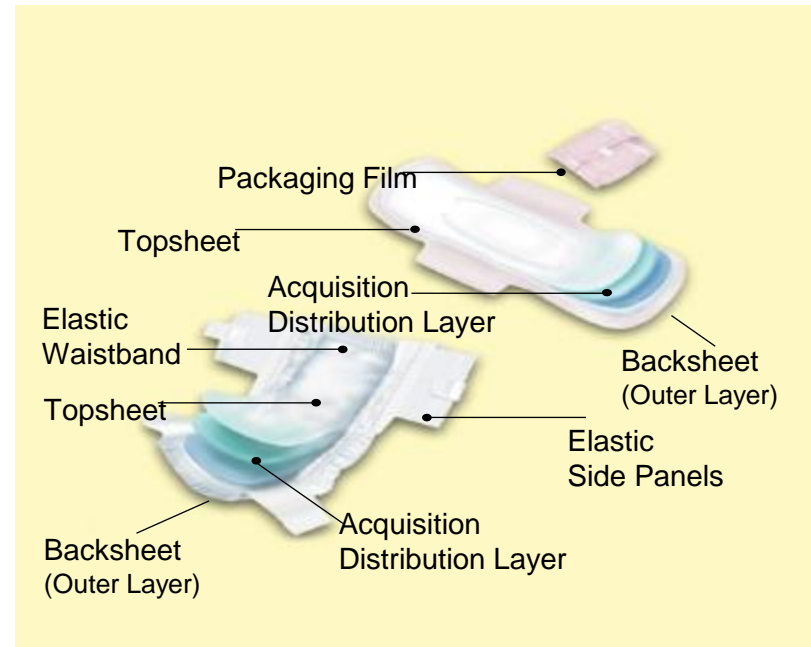 Packaging Film
Topsheet
Acquisition
Distribution Layer
Elastic
Waistband
Backsheet
(Outer Layer)
Topsheet
Elastic
Side Panels
Acquisition
Distribution Layer
Backsheet
(Outer Layer)